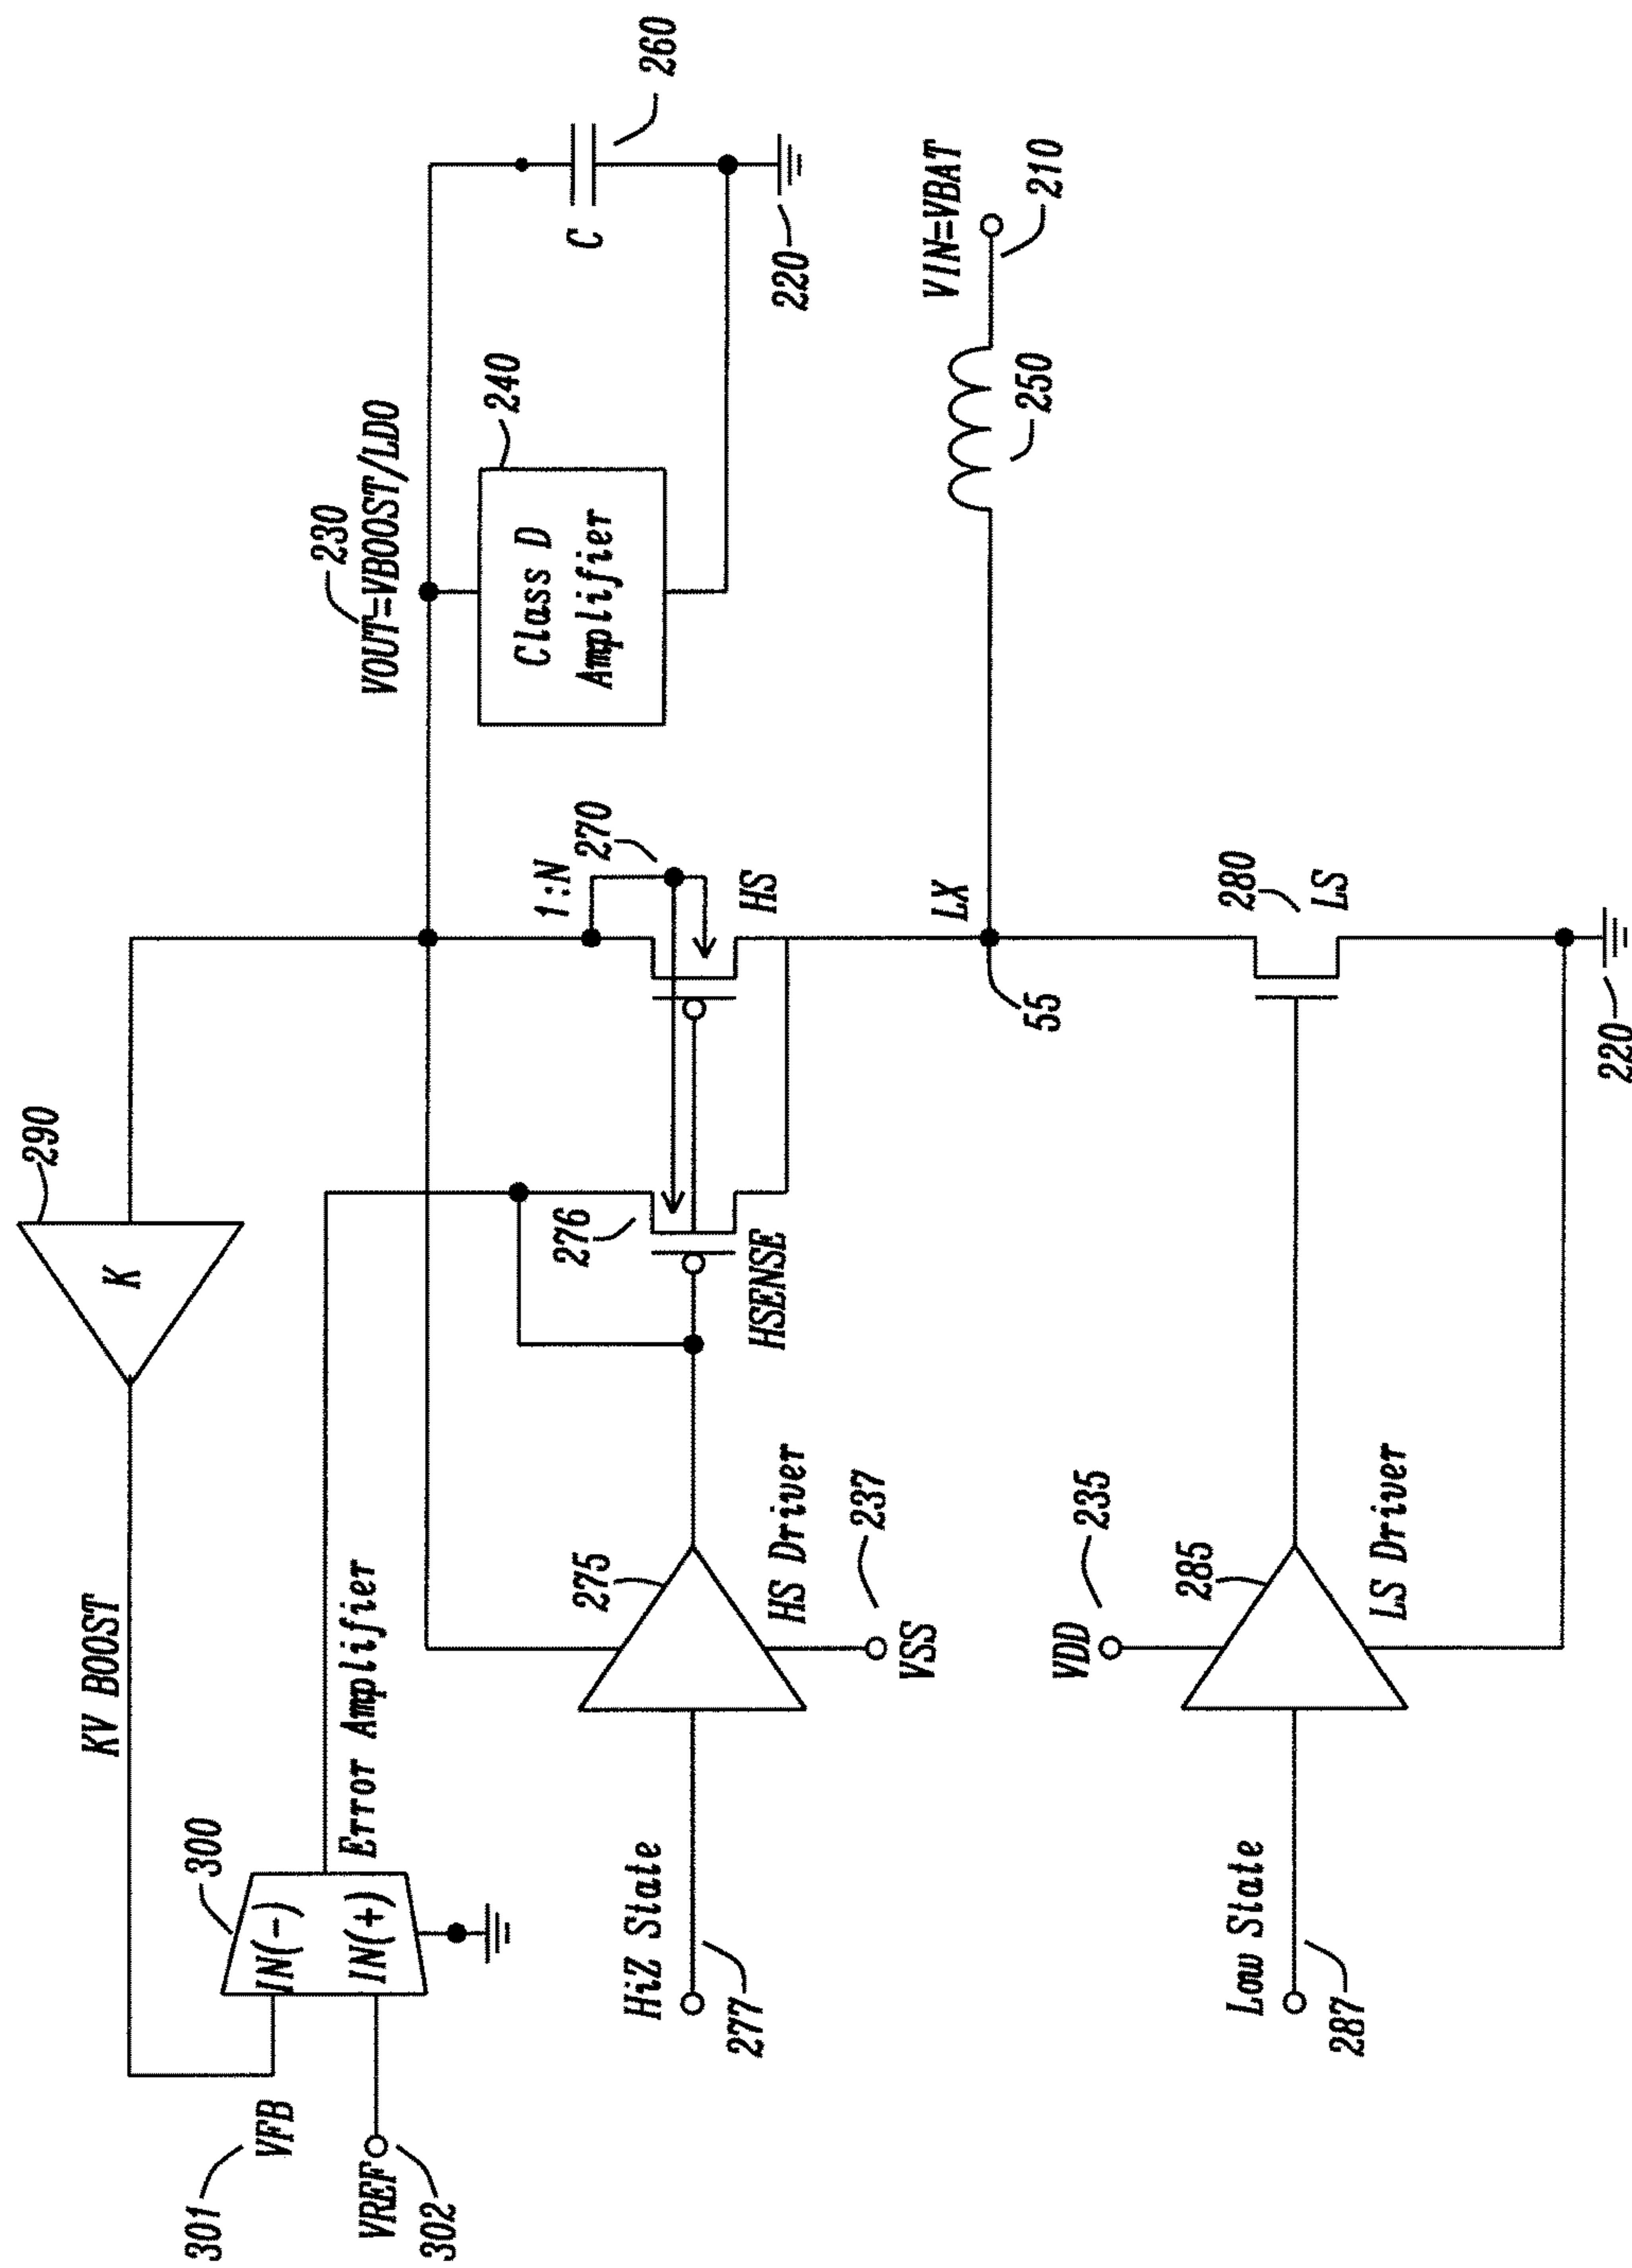 301
VFB
VREF
302
KV BOOST
300
IN(-)
IN(+)
Error Amplifier
290
K
HiZ State
277
275
HS Driver
237
VSS
276
HSENSE
1:N
270
HS
230
VOUT=VBOOST/LDO
240
Class D
Amplifier
C
260
220
LX
55
250
VIN=VBAT
210
Low State
287
VDD
235
285
LS Driver
280
LS
220